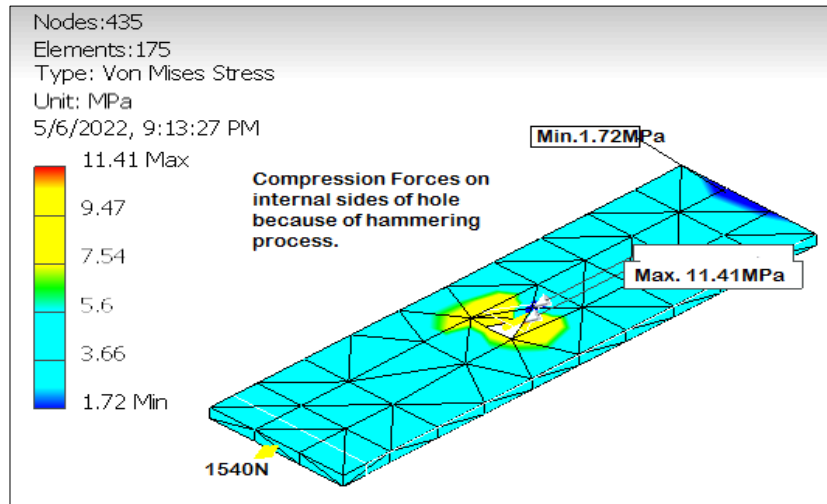 Nodes:435
Elements:175
Type: Von Mises Stress
Unit: MPa
5/6/2022, 9:13:27 PM
11.41 Max
9.47
7.54
5.6
3.66
1.72 Min
Compression Forces on
internal sides of hole
because of hammering
process.
Min.1.72MPa
Max. 11.41MPa
1540N